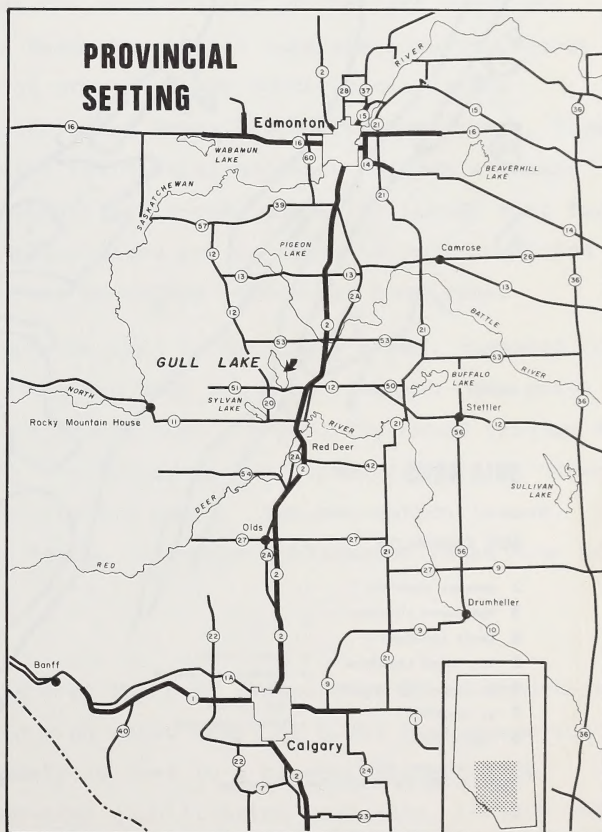 PROVINCIAL
SETTING
2
28
37
RIVER
36
15
15
16
Edmonton
21
16
16
WABAMUN
LAKE
60
14
BEAVERHILL
LAKE
SASKATCHEWAN
39
21
57
14
PIGEON
LAKE
Camrose
26
12
13
13
13
2A
36
12
2
BATTLE
21
53
53
53
RIVER
GULL LAKE
BUFFALO
LAKE
51
12
50
NORTH
20
SYLVAN
LAKE
Stettler
Rocky Mountain House
11
RIVER
21
56
12
Red Deer
2A
2
42
54
SULLIVAN
LAKE
DEER
Olds
27
27
2A
21
56
RED
2
27
9
Drumheller
22
2
9
10
21
Banff
1A
9
1
36
40
1
Calgary
22
2
24
7
23